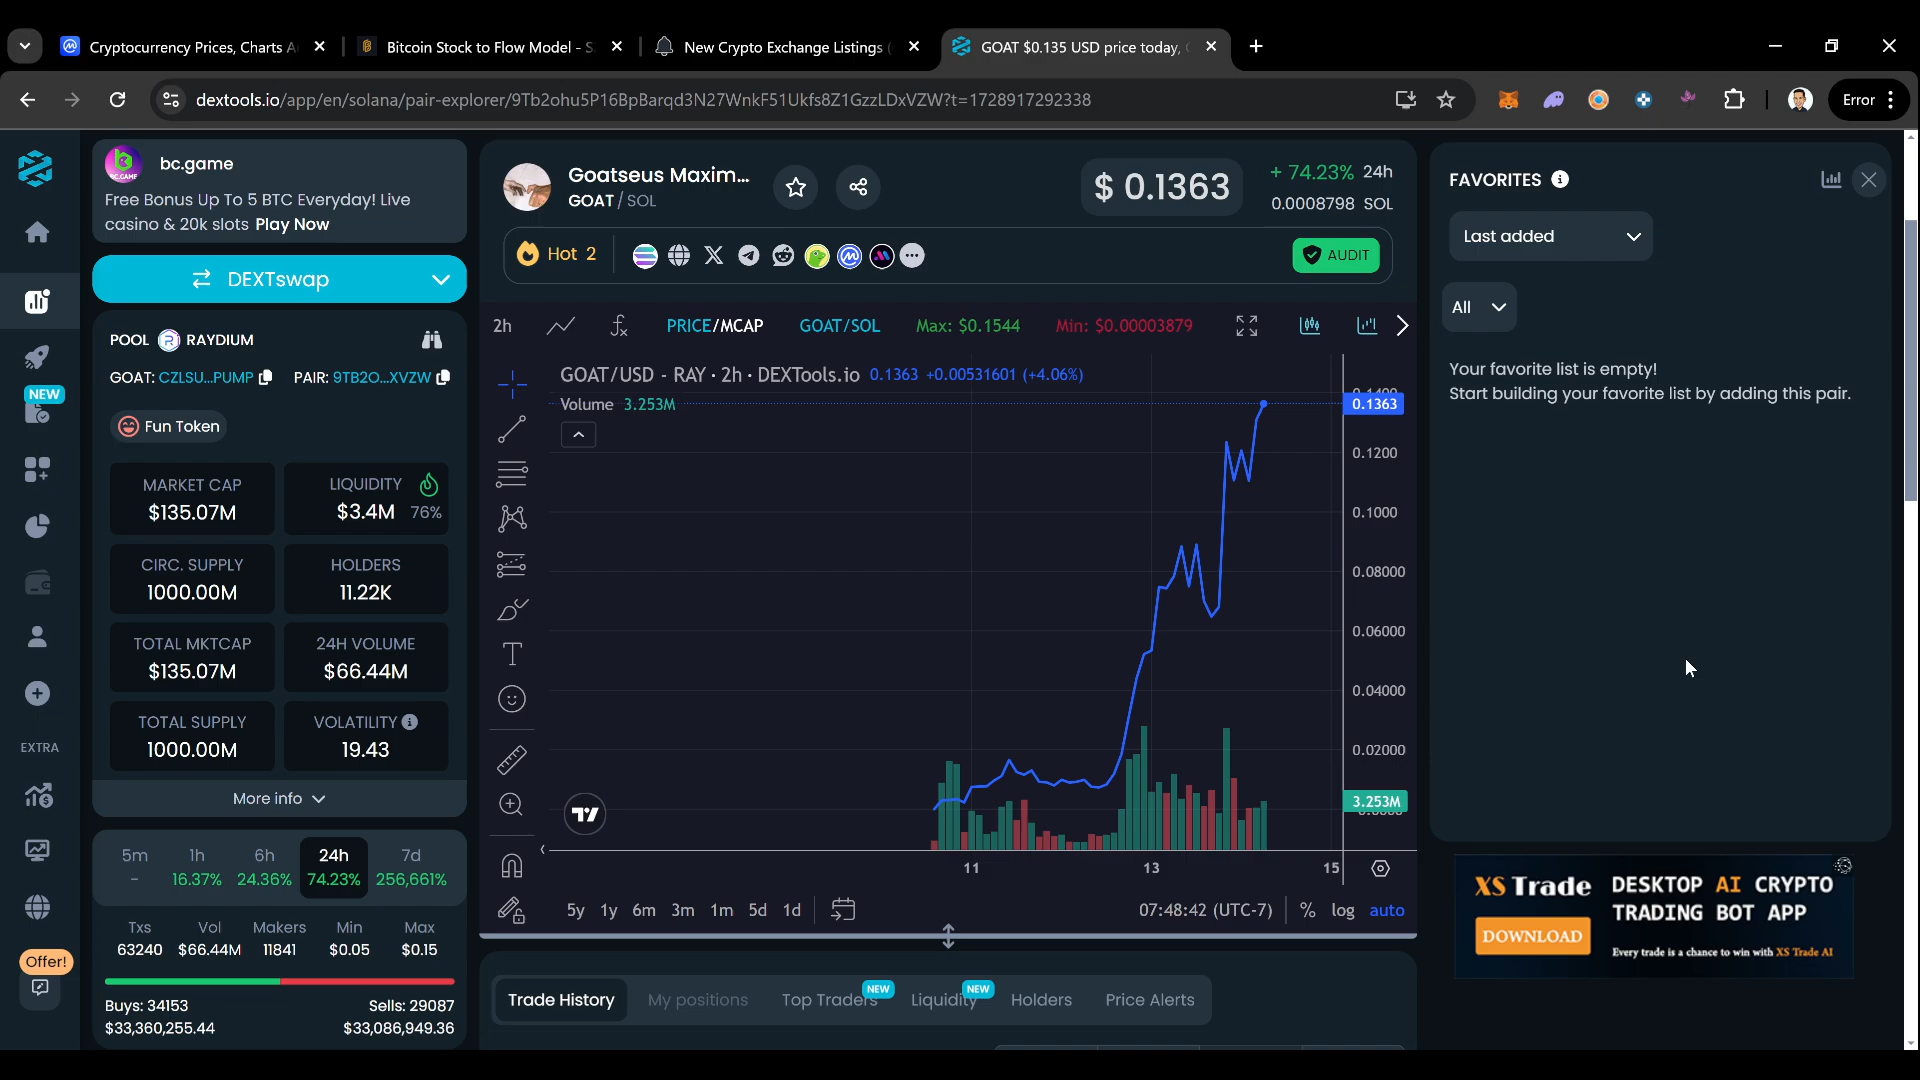 Cryptocurrency Prices, Charts A
Bitcoin Stock to Flow Model - S
New Crypto Exchange Listings (
GOAT $0.135 USD price today,
dextools.io/app/en/solana/pair-explorer/9Tb2ohu5P16BpBarqd3N27WnkF51Ukfs8Z1GzzLDxVZW?t=1728917292338
Error
bc.game
Free Bonus Up To 5 BTC Everyday! Live
casino & 20k slots Play Now
DEXTswap
POOL RAYDIUM
GOAT: CZLSU...PUMP PAIR: 9TB2O...XVZW
Fun Token
MARKET CAP
$135.07M
LIQUIDITY
$3.4M 76%
CIRC. SUPPLY
1000.00M
HOLDERS
11.22K
TOTAL MKTCAP
$135.07M
24H VOLUME
$66.44M
TOTAL SUPPLY
1000.00M
VOLATILITY
19.43
More info
5m 1h 6h 24h 7d
- 16.37% 24.36% 74.23% 256,661%
Txs Vol Makers Min Max
63240 $66.44M 11841 $0.05 $0.15
Buys: 34153 Sells: 29087
$33,360,255.44 $33,086,949.36
NEW
EXTRA
Offer!
Goatseus Maxim...
GOAT / SOL
$ 0.1363
+ 74.23% 24h
0.0008798 SOL
Hot 2
AUDIT
2h PRICE/MCAP GOAT/SOL Max: $0.1544 Min: $0.00003879
GOAT/USD - RAY · 2h · DEXTools.io 0.1363 +0.00531601 (+4.06%)
Volume 3.253M
0.1400
0.1363
0.1200
0.1000
0.08000
0.06000
0.04000
0.02000
3.253M
0.0000
11 13 15
5y 1y 6m 3m 1m 5d 1d 07:48:42 (UTC-7) % log auto
Trade History My positions Top Traders NEW Liquidity NEW Holders Price Alerts
FAVORITES
Last added
All
Your favorite list is empty!
Start building your favorite list by adding this pair.
XS Trade
DOWNLOAD
DESKTOP AI CRYPTO
TRADING BOT APP
Every trade is a chance to win with XS Trade AI